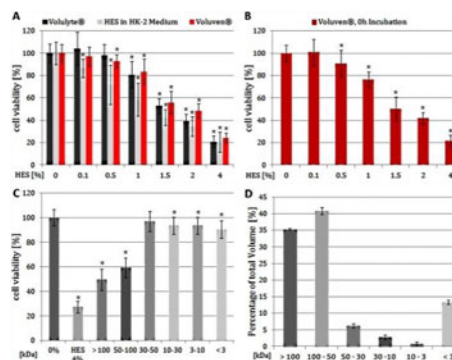 A
■ Volulyte® ■ HES in HK-2 Medium ■ Voluven®
cell viability [%]
120
100
80
60
40
20
0
* * * * * * * * * * * * * * *
HES [%] 0 0.1 0.5 1 1.5 2 4
B
■ Voluven®, 0h Incubation
cell viability [%]
120
100
80
60
40
20
0
* * * * *
0 0.1 0.5 1 1.5 2 4
HES [%]
C
cell viability [%]
120
100
80
60
40
20
0
* * * * * *
[kDa] 0% HES 4% >100 50-100 30-50 10-30 3-10 <3
D
Percentage of total Volume [%]
45
40
35
30
25
20
15
10
5
0
[kDa] > 100 100 - 50 50 - 30 30-10 10 - 3